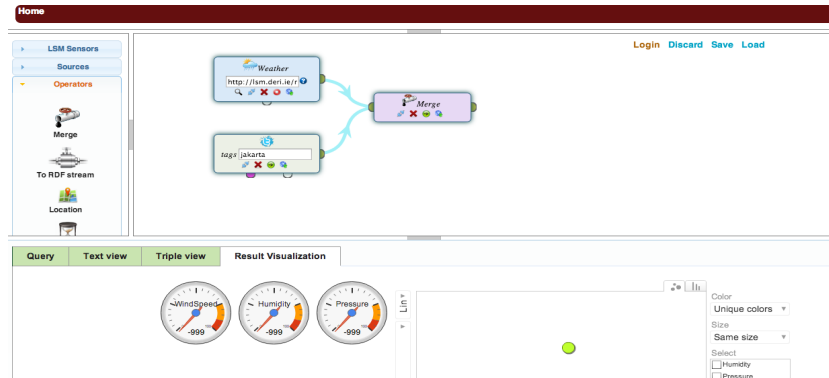 Home
LSM Sensors
Sources
Operators
Merge
To RDF stream
Location
Login Discard Save Load
Weather
http://lsm.deri.ie/r
Merge
tags jakarta
Query Text view Triple view Result Visualization
WindSpeed
-999
Humidity
-999
Pressure
-999
Lin
Color
Unique colors
Size
Same size
Select
Humidity
Pressure